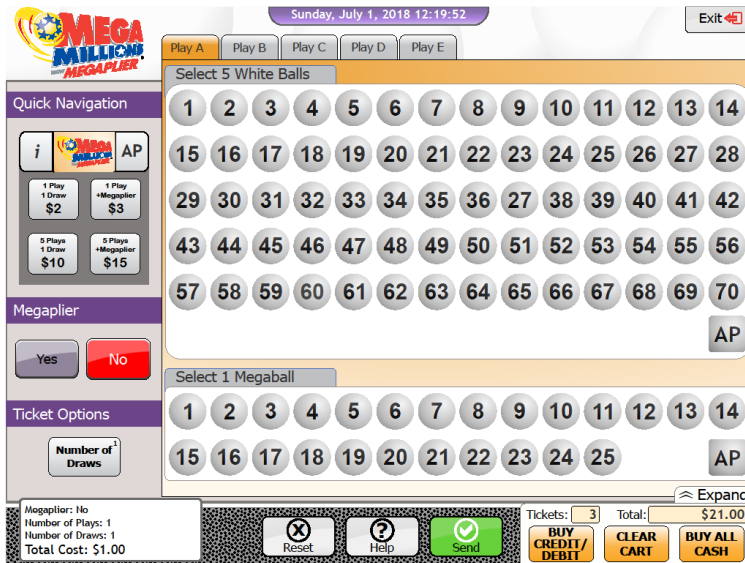 Sunday, July 1, 2018 12:19:52
Exit
MEGA
MILLIONS
MEGAPLIER
Play A Play B Play C Play D Play E
Select 5 White Balls
1 2 3 4 5 6 7 8 9 10 11 12 13 14
15 16 17 18 19 20 21 22 23 24 25 26 27 28
29 30 31 32 33 34 35 36 27 38 39 40 41 42
43 44 45 46 47 48 49 50 51 52 53 54 55 56
57 58 59 60 61 62 63 64 65 66 67 68 69 70
AP
Select 1 Megaball
1 2 3 4 5 6 7 8 9 10 11 12 13 14
15 16 17 18 19 20 21 22 23 24 25 AP
Expand
Quick Navigation
i MEGA MILLIONS AP
1 Play
1 Draw
$2
1 Play
+Megaplier
$3
5 Plays
1 Draw
$10
5 Plays
+Megaplier
$15
Megaplier
Yes No
Ticket Options
Number of 1
Draws
Megaplior: No
Number of Plays: 1
Number of Draws: 1
Total Cost: $1.00
Reset
Help
Send
Tickets: 3 Total: $21.00
BUY
CREDIT/
DEBIT
CLEAR
CART
BUY ALL
CASH